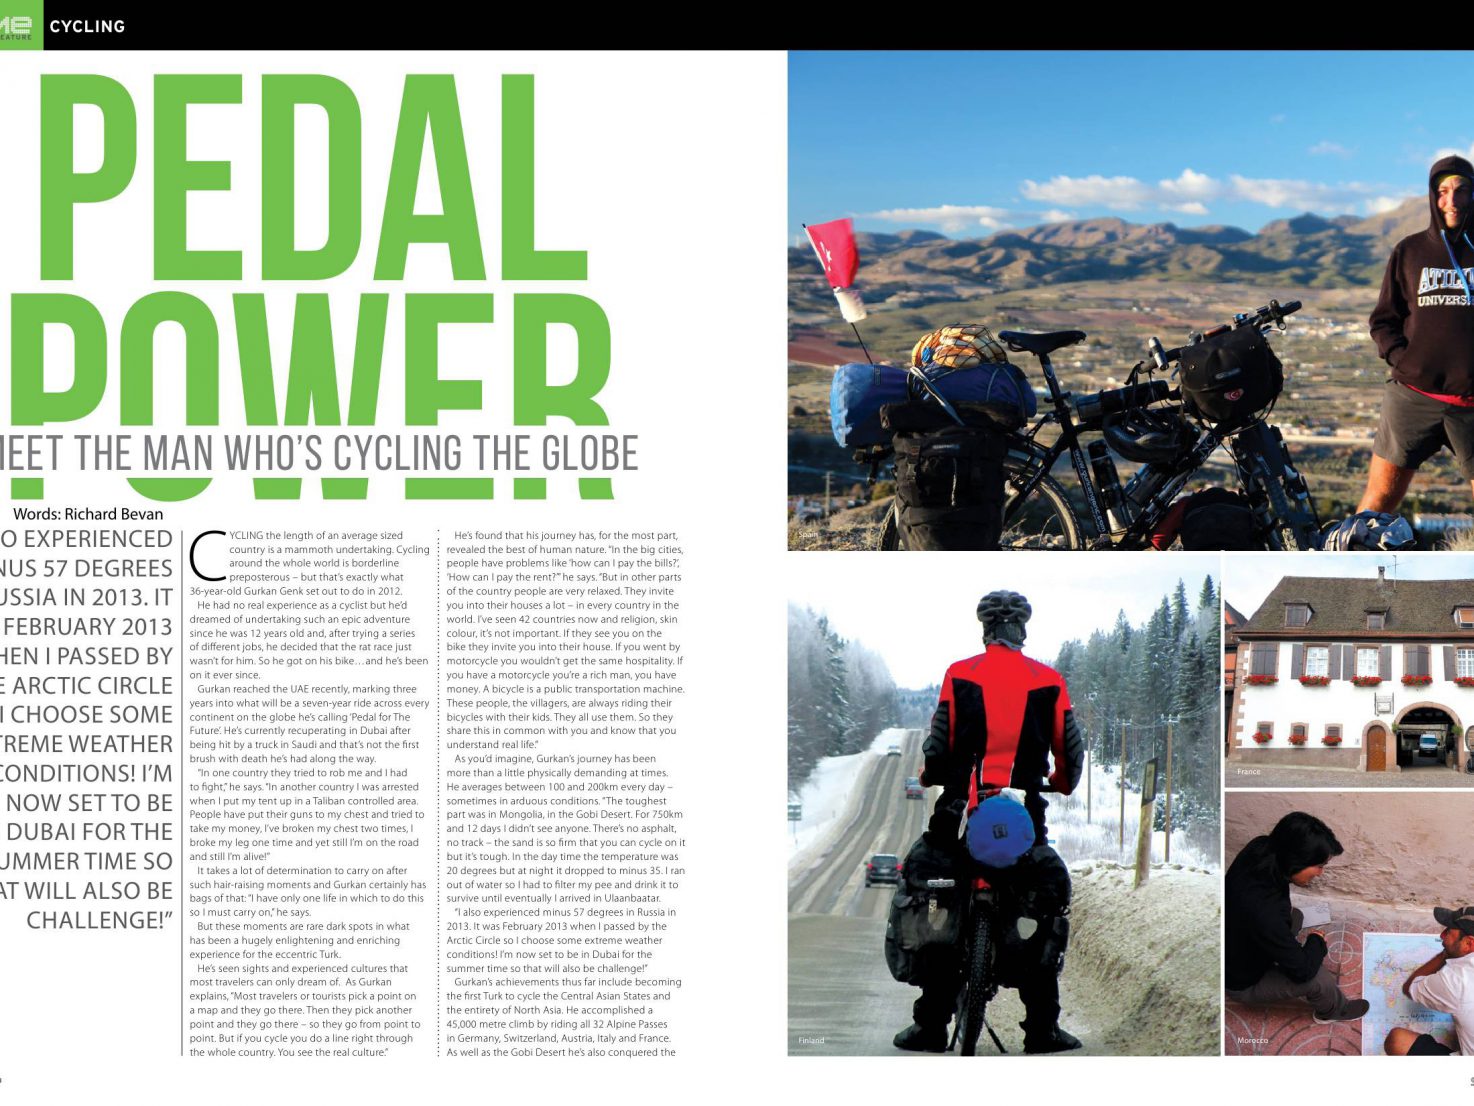 CYCLING
EATURE
PEDAL
POWER
MEET THE MAN WHO'S CYCLING THE GLOBE
Words: Richard Bevan
O EXPERIENCED
NUS 57 DEGREES
USSIA IN 2013. IT
FEBRUARY 2013
HEN I PASSED BY
E ARCTIC CIRCLE
I CHOOSE SOME
TREME WEATHER
CONDITIONS! I'M
NOW SET TO BE
DUBAI FOR THE
UMMER TIME SO
AT WILL ALSO BE
CHALLENGE!”
CYCLING the length of an average sized
country is a mammoth undertaking. Cycling
around the whole world is borderline
preposterous – but that's exactly what
36-year-old Gurkan Genk set out to do in 2012.
He had no real experience as a cyclist but he'd
dreamed of undertaking such an epic adventure
since he was 12 years old and, after trying a series
of different jobs, he decided that the rat race just
wasn't for him. So he got on his bike…and he's been
on it ever since.
Gurkan reached the UAE recently, marking three
years into what will be a seven-year ride across every
continent on the globe he's calling 'Pedal for The
Future'. He's currently recuperating in Dubai after
being hit by a truck in Saudi and that's not the first
brush with death he's had along the way.
“In one country they tried to rob me and I had
to fight,” he says. “In another country I was arrested
when I put my tent up in a Taliban controlled area.
People have put their guns to my chest and tried to
take my money, I've broken my chest two times, I
broke my leg one time and yet still I'm on the road
and still I'm alive!”
It takes a lot of determination to carry on after
such hair-raising moments and Gurkan certainly has
bags of that: “I have only one life in which to do this
so I must carry on,” he says.
But these moments are rare dark spots in what
has been a hugely enlightening and enriching
experience for the eccentric Turk.
He's seen sights and experienced cultures that
most travelers can only dream of. As Gurkan
explains, “Most travelers or tourists pick a point on
a map and they go there. Then they pick another
point and they go there – so they go from point to
point. But if you cycle you do a line right through
the whole country. You see the real culture.”
He's found that his journey has, for the most part,
revealed the best of human nature. “In the big cities,
people have problems like 'how can I pay the bills?',
'How can I pay the rent?'” he says. “But in other parts
of the country people are very relaxed. They invite
you into their houses a lot – in every country in the
world. I've seen 42 countries now and religion, skin
colour, it's not important. If they see you on the
bike they invite you into their house. If you went by
motorcycle you wouldn't get the same hospitality. If
you have a motorcycle you're a rich man, you have
money. A bicycle is a public transportation machine.
These people, the villagers, are always riding their
bicycles with their kids. They all use them. So they
share this in common with you and know that you
understand real life.”
As you'd imagine, Gurkan's journey has been
more than a little physically demanding at times.
He averages between 100 and 200km every day –
sometimes in arduous conditions. “The toughest
part was in Mongolia, in the Gobi Desert. For 750km
and 12 days I didn't see anyone. There's no asphalt,
no track – the sand is so firm that you can cycle on it
but it's tough. In the day time the temperature was
20 degrees but at night it dropped to minus 35. I ran
out of water so I had to filter my pee and drink it to
survive until eventually I arrived in Ulaanbaatar.
“I also experienced minus 57 degrees in Russia in
2013. It was February 2013 when I passed by the
Arctic Circle so I choose some extreme weather
conditions! I'm now set to be in Dubai for the
summer time so that will also be challenge!”
Gurkan's achievements thus far include becoming
the first Turk to cycle the Central Asian States and
the entirety of North Asia. He accomplished a
45,000 metre climb by riding all 32 Alpine Passes
in Germany, Switzerland, Austria, Italy and France.
As well as the Gobi Desert he's also conquered the
ATILI
UNIVERS
Spain
Finland
France
Morocco